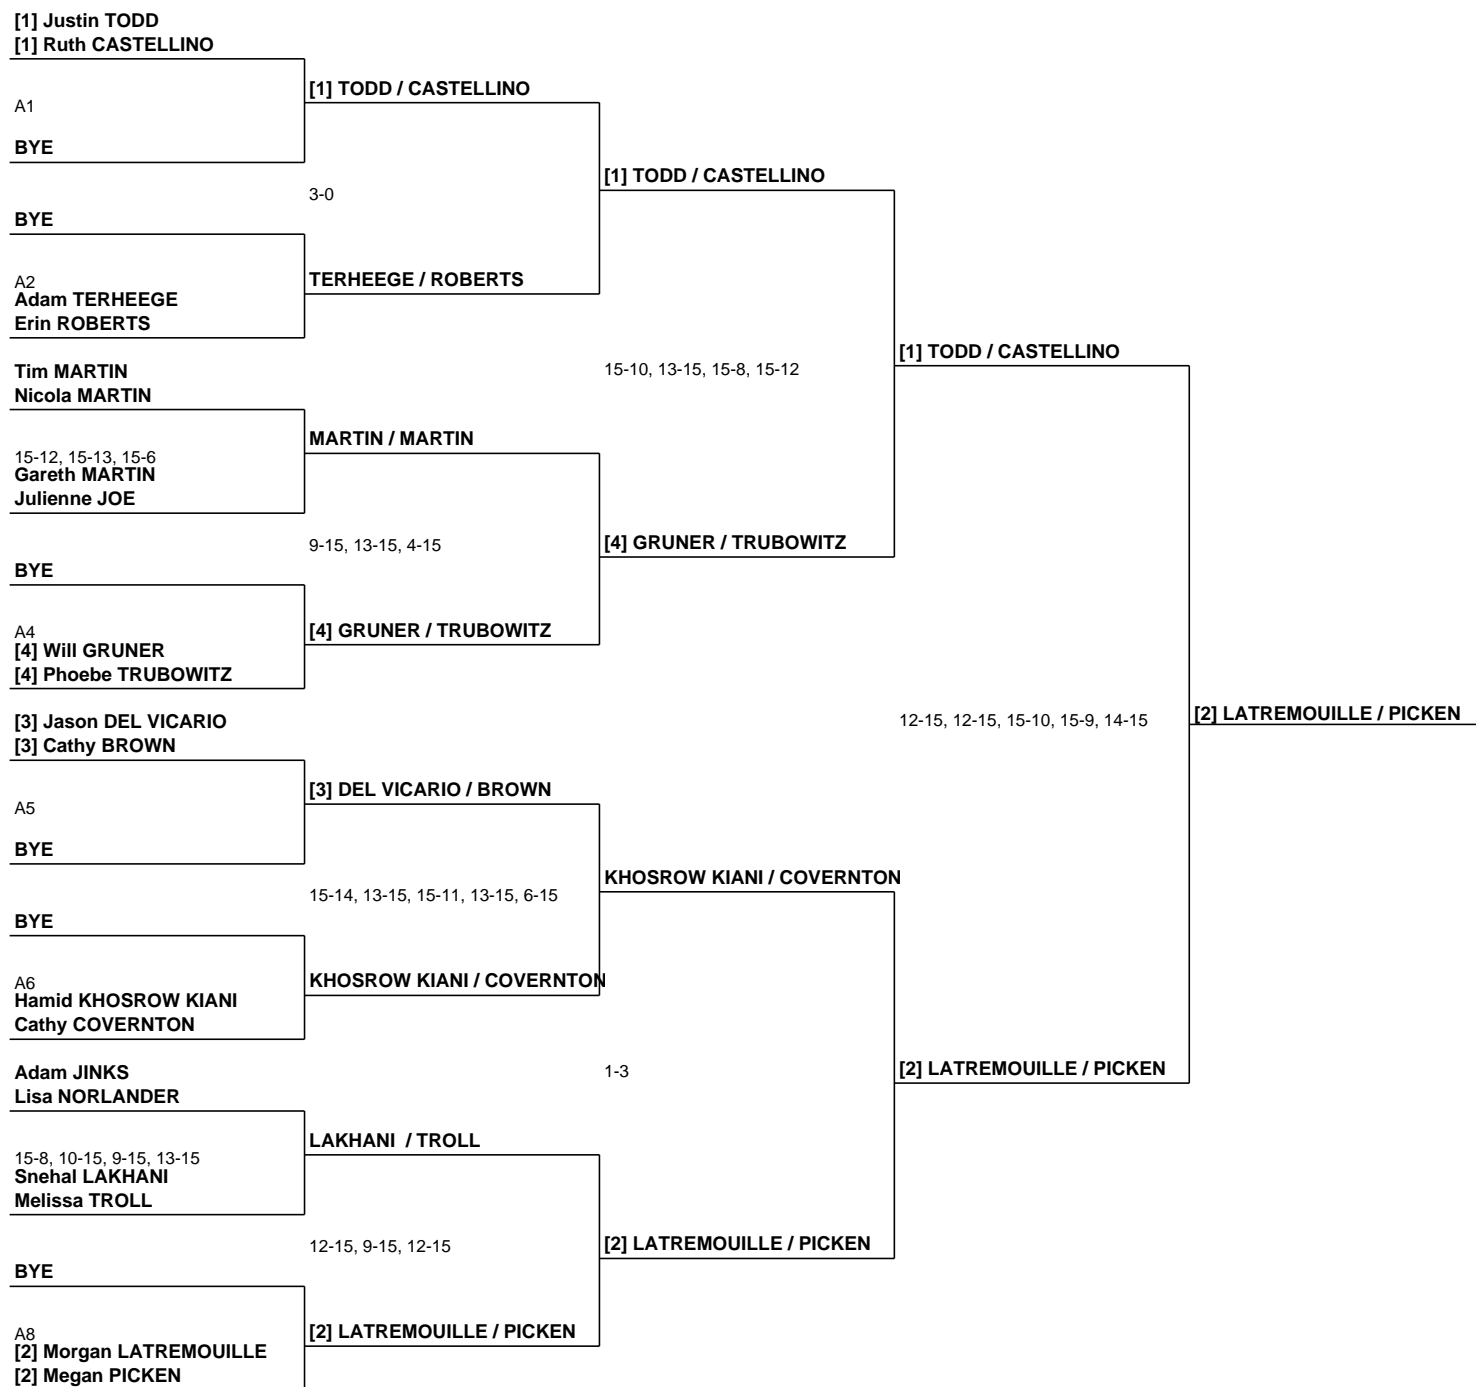 [1] Justin TODD
[1] Ruth CASTELLINO
[1] TODD / CASTELLINO
A1
BYE
[1] TODD / CASTELLINO
3-0
BYE
TERHEEGE / ROBERTS
A2
Adam TERHEEGE
Erin ROBERTS
[1] TODD / CASTELLINO
15-10, 13-15, 15-8, 15-12
Tim MARTIN
Nicola MARTIN
MARTIN / MARTIN
15-12, 15-13, 15-6
Gareth MARTIN
Julienne JOE
9-15, 13-15, 4-15
[4] GRUNER / TRUBOWITZ
BYE
A4
[4] GRUNER / TRUBOWITZ
[4] Will GRUNER
[4] Phoebe TRUBOWITZ
[3] Jason DEL VICARIO
12-15, 12-15, 15-10, 15-9, 14-15
[2] LATREMOUILLE / PICKEN
[3] Cathy BROWN
[3] DEL VICARIO / BROWN
A5
BYE
KHOSROW KIANI / COVERNTON
15-14, 13-15, 15-11, 13-15, 6-15
BYE
KHOSROW KIANI / COVERNTON
A6
Hamid KHOSROW KIANI
Cathy COVERNTON
Adam JINKS
1-3
[2] LATREMOUILLE / PICKEN
Lisa NORLANDER
LAKHANI / TROLL
15-8, 10-15, 9-15, 13-15
Snehal LAKHANI
Melissa TROLL
12-15, 9-15, 12-15
[2] LATREMOUILLE / PICKEN
BYE
A8
[2] LATREMOUILLE / PICKEN
[2] Morgan LATREMOUILLE
[2] Megan PICKEN